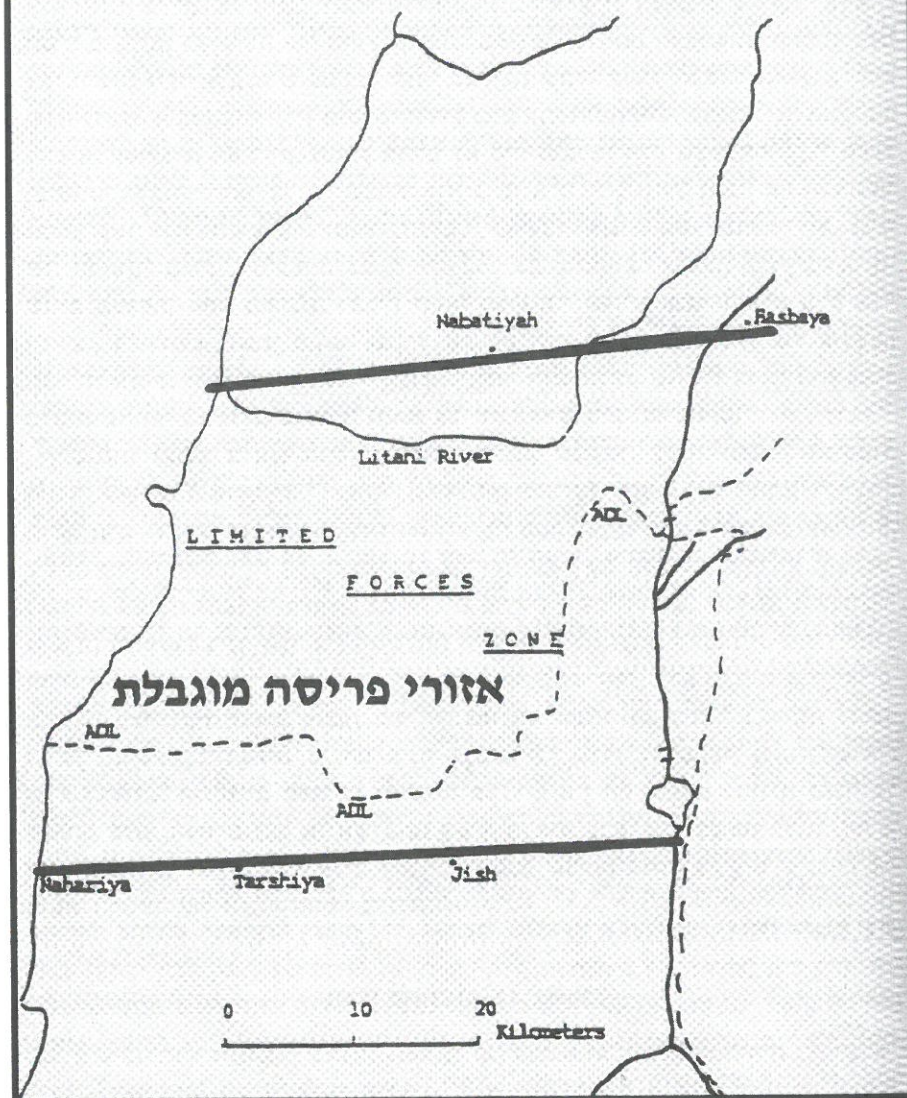 Nabatiyah
Hasbaya
Litani River
ADL
LIMITED
FORCES
ZONE
אזורי פריסה מוגבלת
ADL
ADL
Nahariya
Tarshiya
Jish
0 10 20
Kilometers